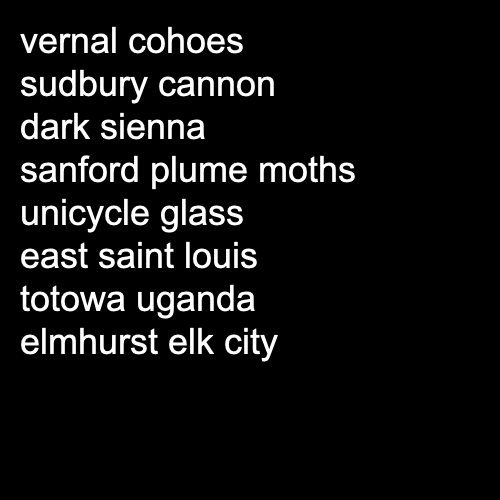 vernal cohoes
sudbury cannon
dark sienna
sanford plume moths
unicycle glass
east saint louis
totowa uganda
elmhurst elk city